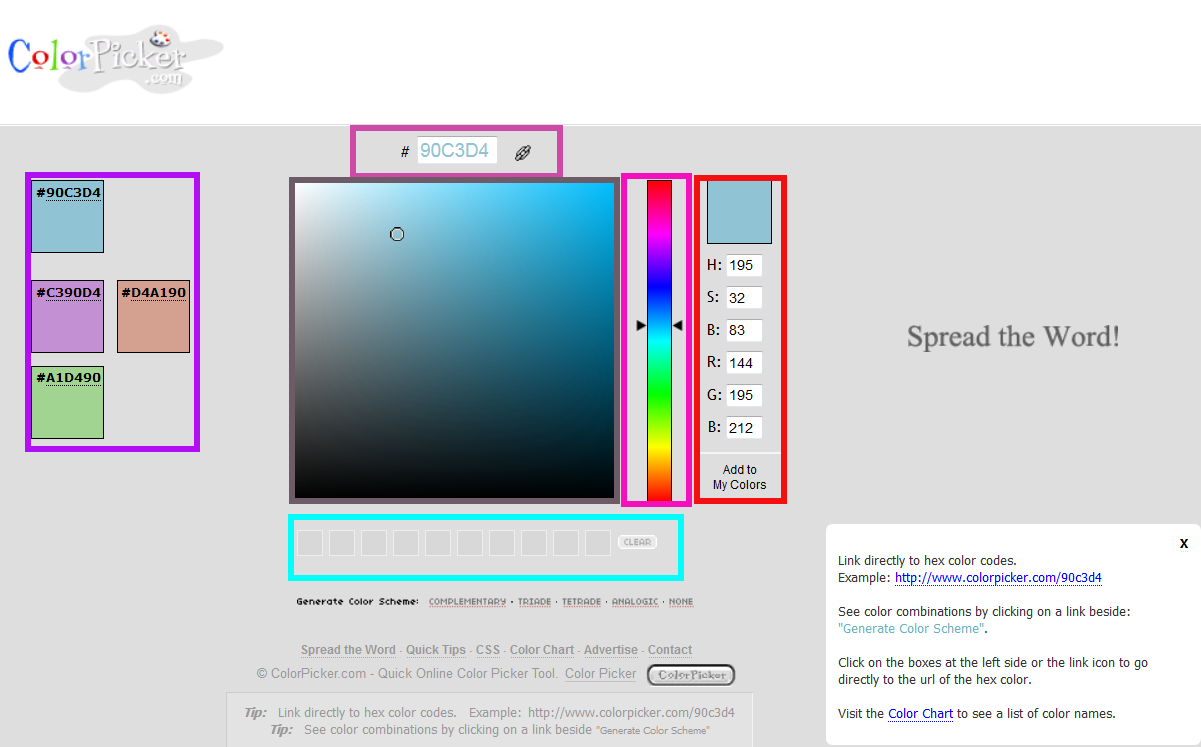 ColorPicker
.com
# 90C3D4
#90C3D4
#C390D4 #D4A190
#A1D490
H: 195
S: 32
B: 83
R: 144
G: 195
B: 212
Add to
My Colors
Spread the Word!
CLEAR
Generate Color Scheme: COMPLEMENTARY · TRIADE · TETRADE · ANALOGIC · NONE
Spread the Word · Quick Tips · CSS · Color Chart · Advertise · Contact
© ColorPicker.com - Quick Online Color Picker Tool. Color Picker ColorPicker
Tip: Link directly to hex color codes. Example: http://www.colorpicker.com/90c3d4
Tip: See color combinations by clicking on a link beside "Generate Color Scheme"
X
Link directly to hex color codes.
Example: http://www.colorpicker.com/90c3d4
See color combinations by clicking on a link beside:
"Generate Color Scheme".
Click on the boxes at the left side or the link icon to go
directly to the url of the hex color.
Visit the Color Chart to see a list of color names.